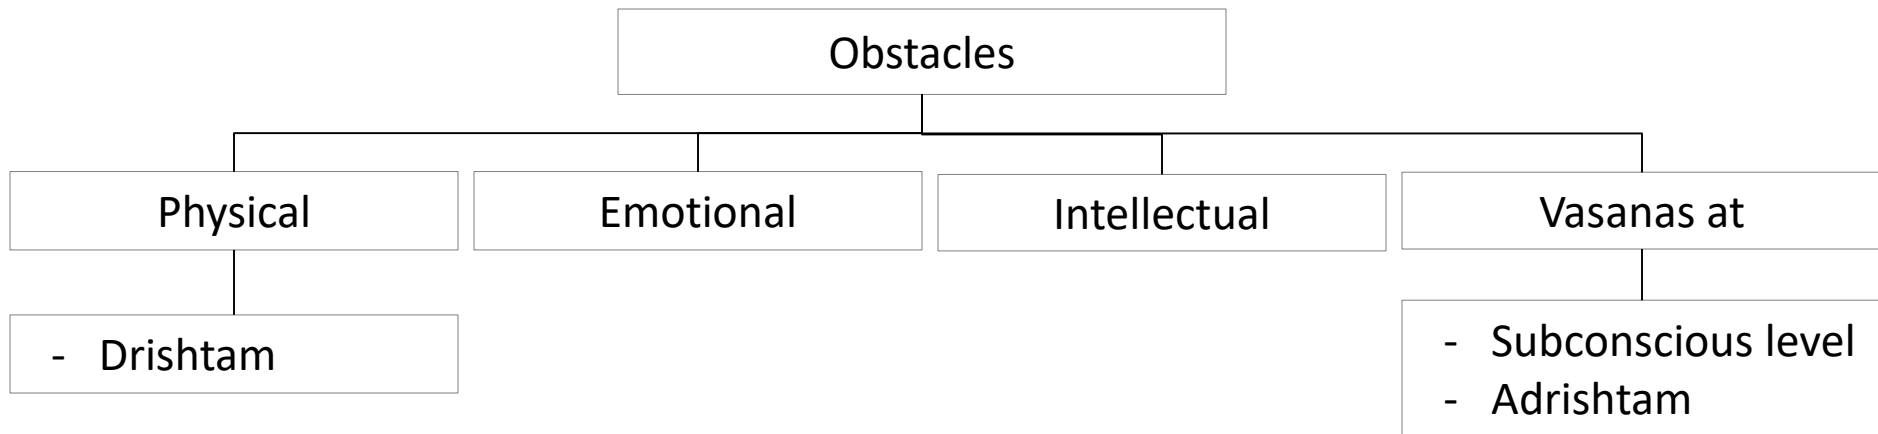 Obstacles
Physical
Emotional
Intellectual
Vasanas at
- Drishtam
- Subconscious level
- Adrishtam